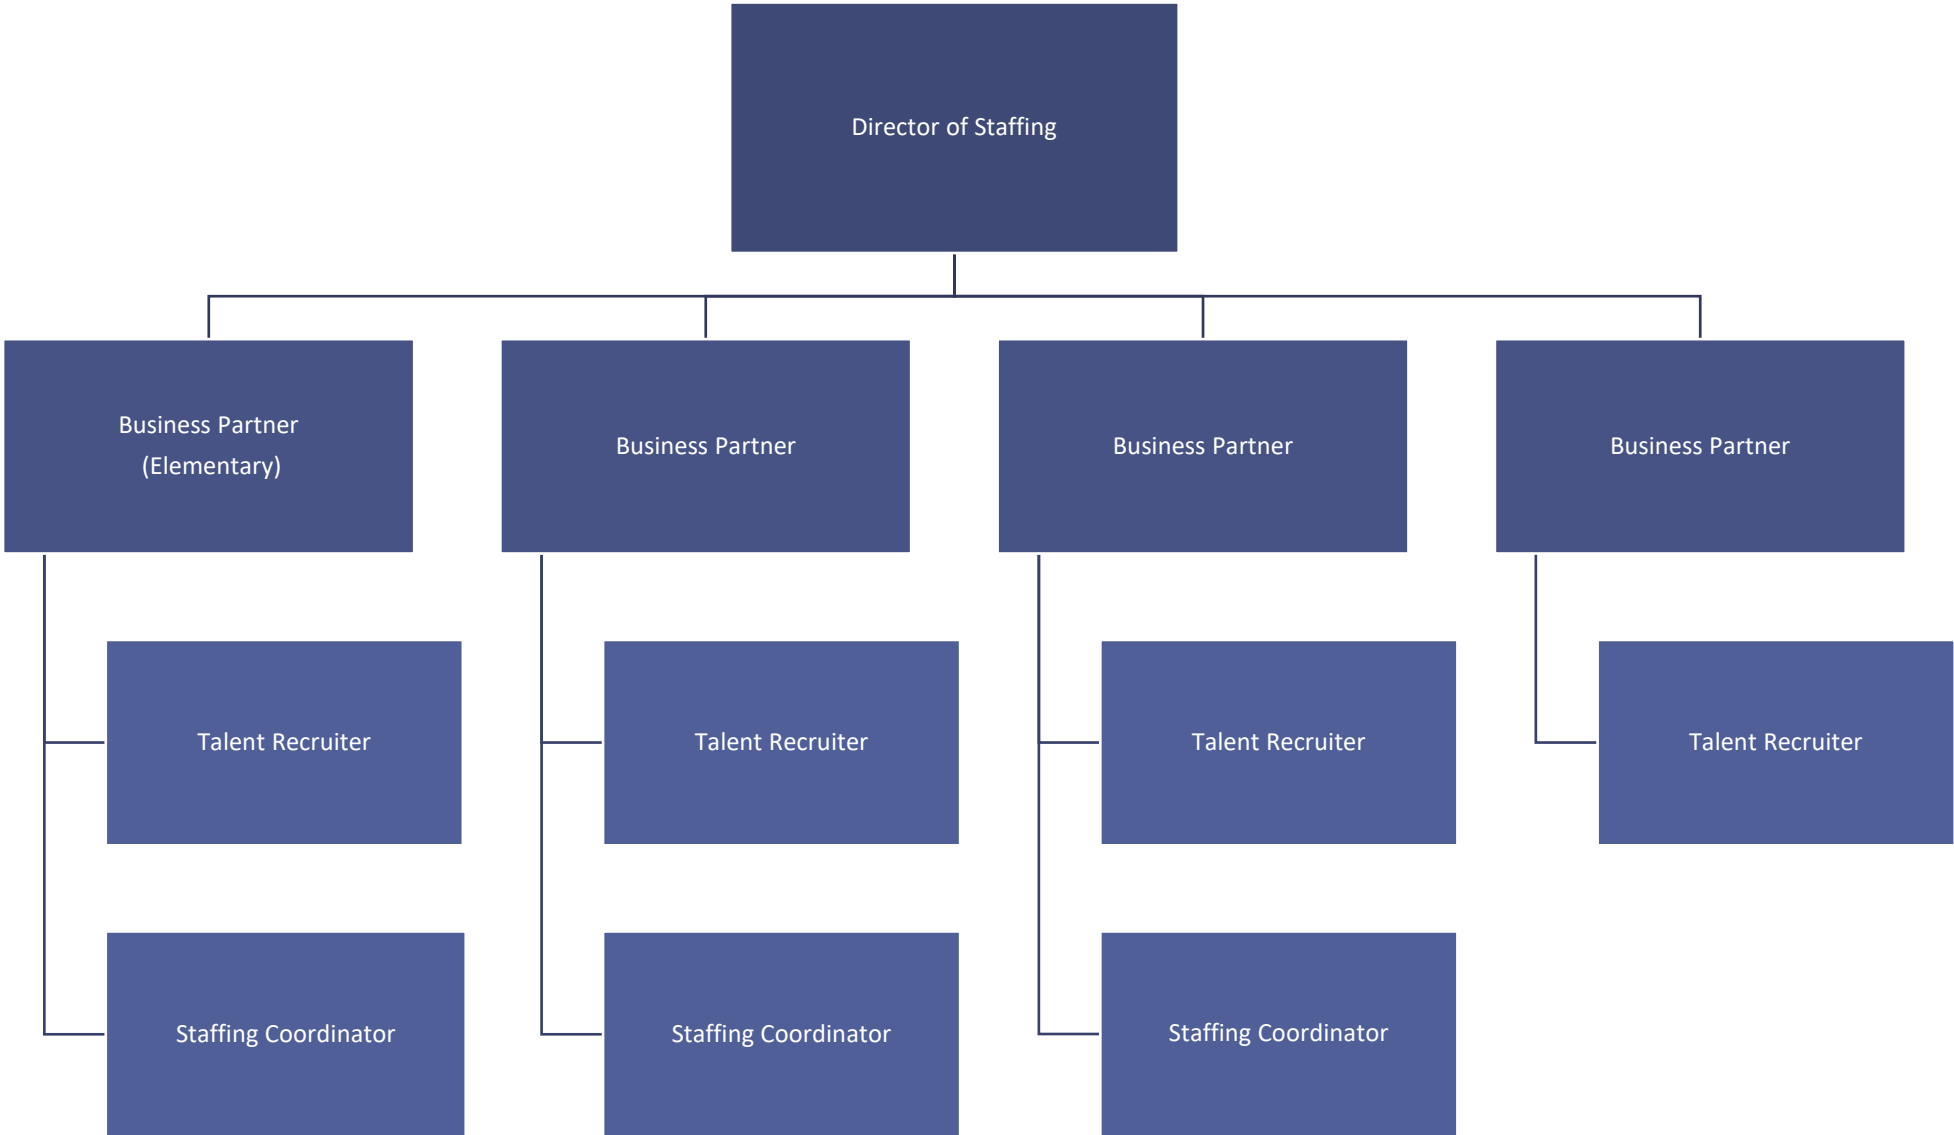 Director of Staffing
Business Partner
(Elementary)
Business Partner
Business Partner
Business Partner
Talent Recruiter
Talent Recruiter
Talent Recruiter
Talent Recruiter
Staffing Coordinator
Staffing Coordinator
Staffing Coordinator